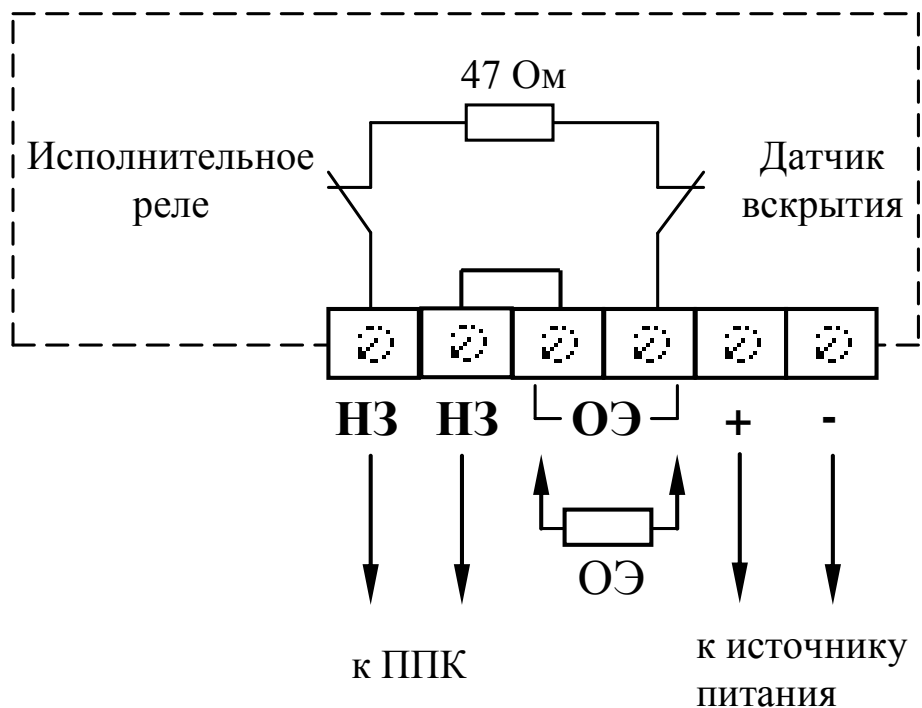 47 Ом
Исполнительное
реле
Датчик
вскрытия
НЗ НЗ ОЭ + -
ОЭ
к ППК
к источнику
питания